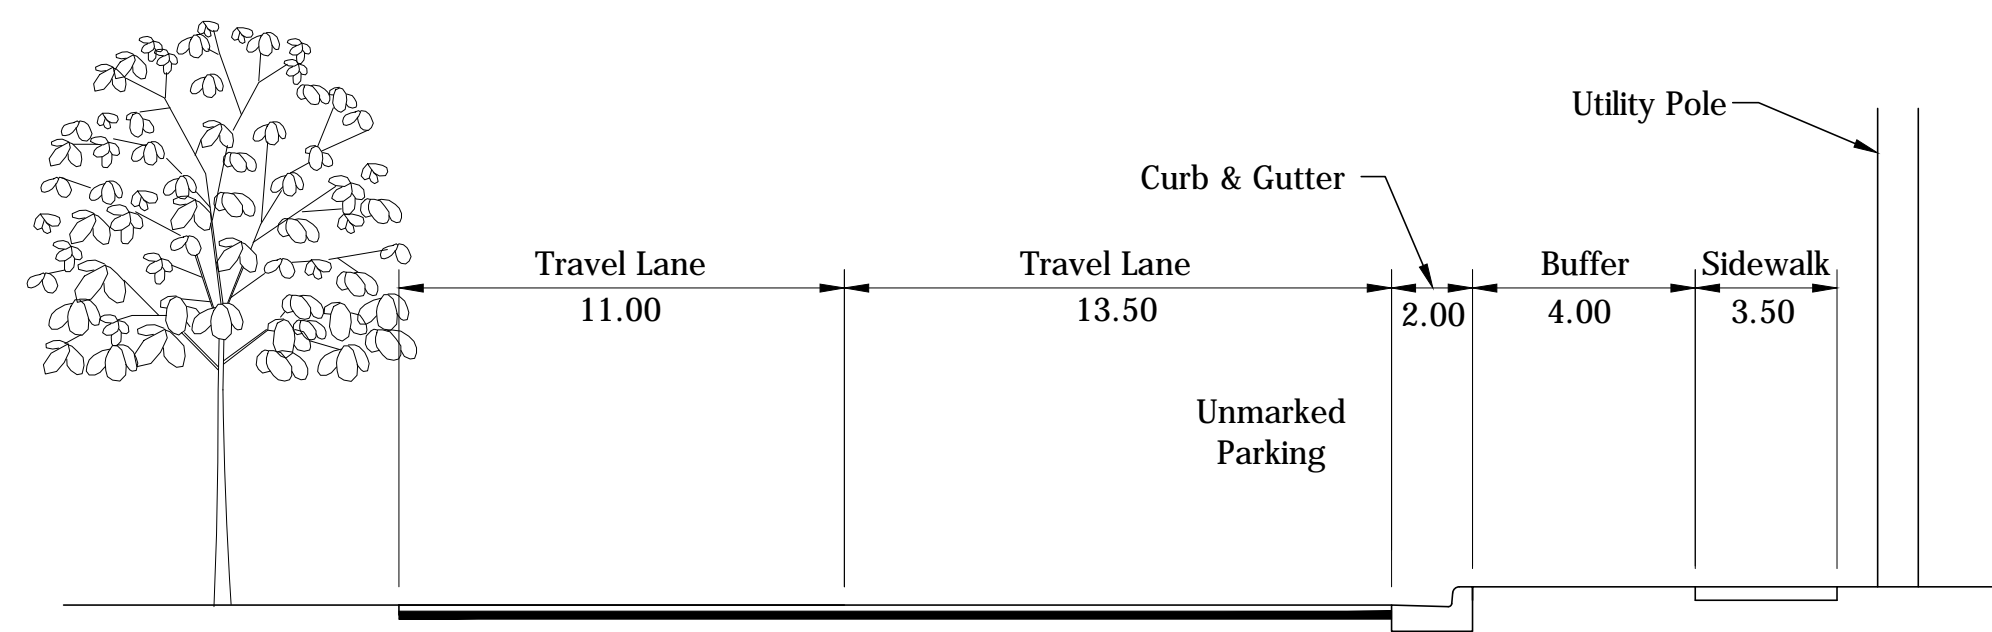 Utility Pole
Curb & Gutter
Travel Lane
11.00
Travel Lane
13.50
2.00
Buffer
4.00
Sidewalk
3.50
Unmarked
Parking